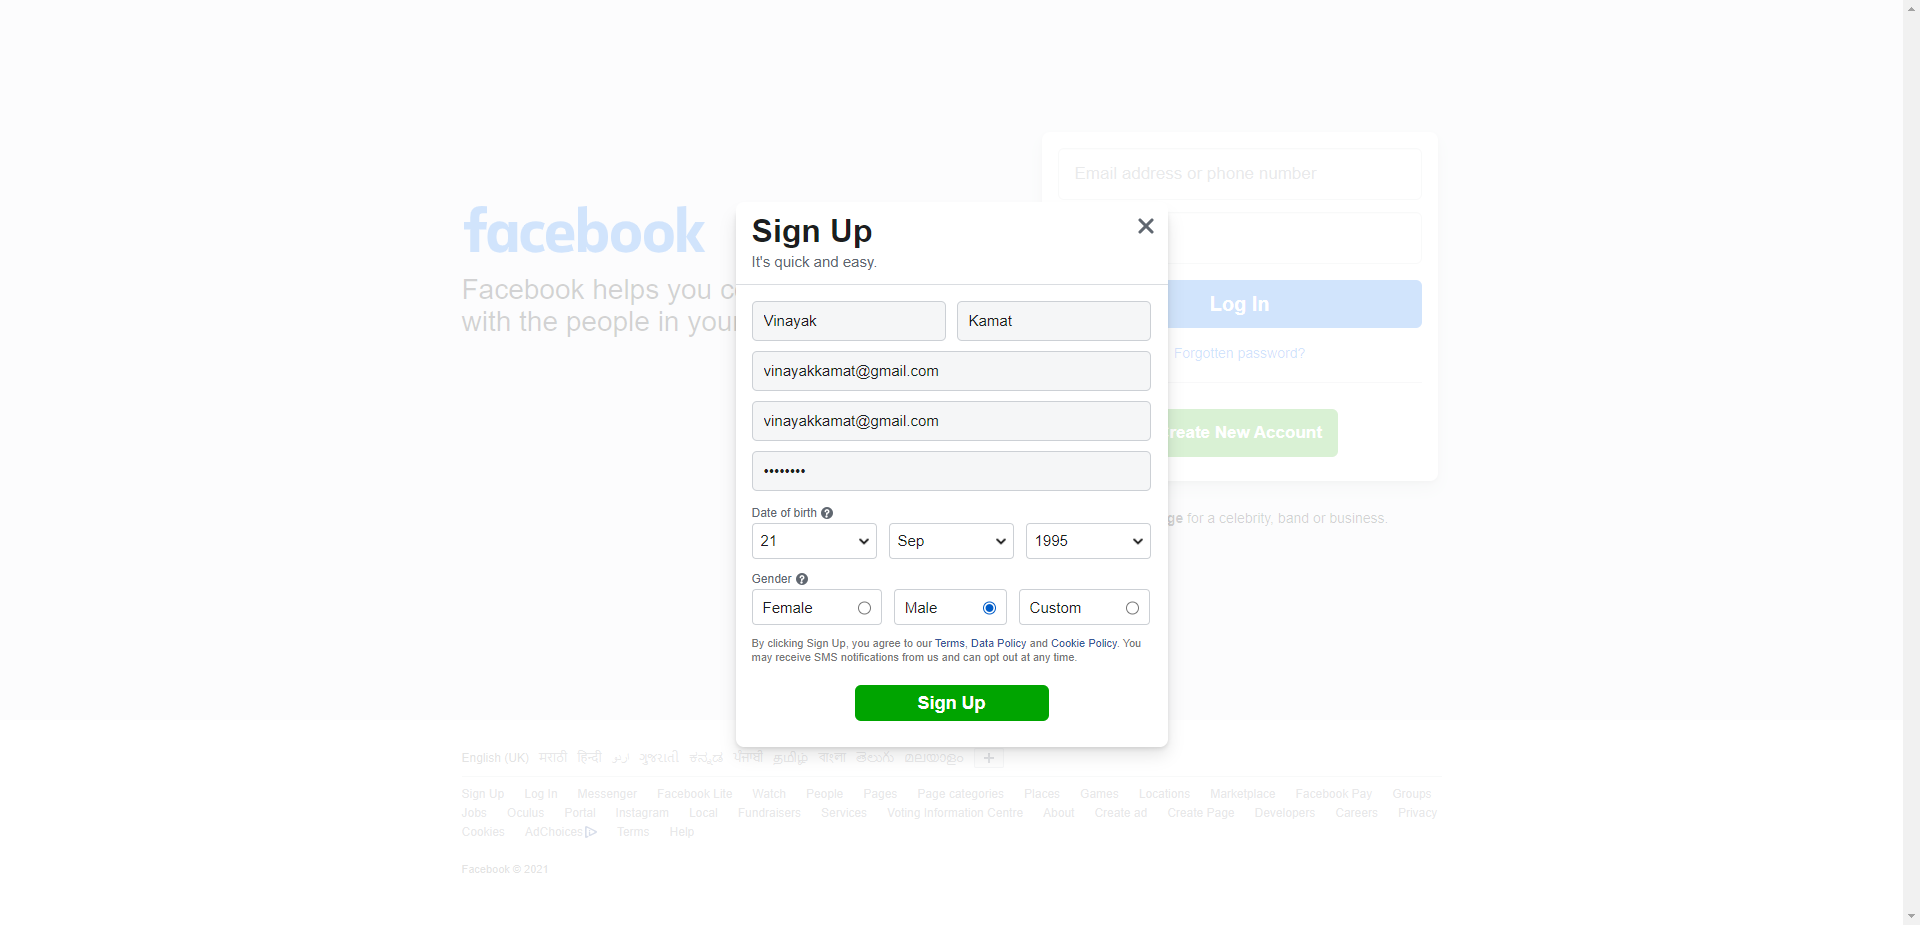 Email address or phone number
facebook
Facebook helps you c
with the people in your
Log In
Forgotten password?
reate New Account
ge for a celebrity, band or business.
Sign Up
It's quick and easy.
Vinayak Kamat
vinayakkamat@gmail.com
vinayakkamat@gmail.com
••••••••
Date of birth ?
21 Sep 1995
Gender ?
Female Male Custom
By clicking Sign Up, you agree to our Terms, Data Policy and Cookie Policy. You
may receive SMS notifications from us and can opt out at any time.
Sign Up
English (UK) मराठी हिन्दी اردو ગુજરાતી ಕನ್ನಡ ਪੰਜਾਬੀ தமிழ் বাংলা తెలుగు മലയാളം +
Sign Up Log In Messenger Facebook Lite Watch People Pages Page categories Places Games Locations Marketplace Facebook Pay Groups
Jobs Oculus Portal Instagram Local Fundraisers Services Voting Information Centre About Create ad Create Page Developers Careers Privacy
Cookies AdChoices Terms Help
Facebook © 2021